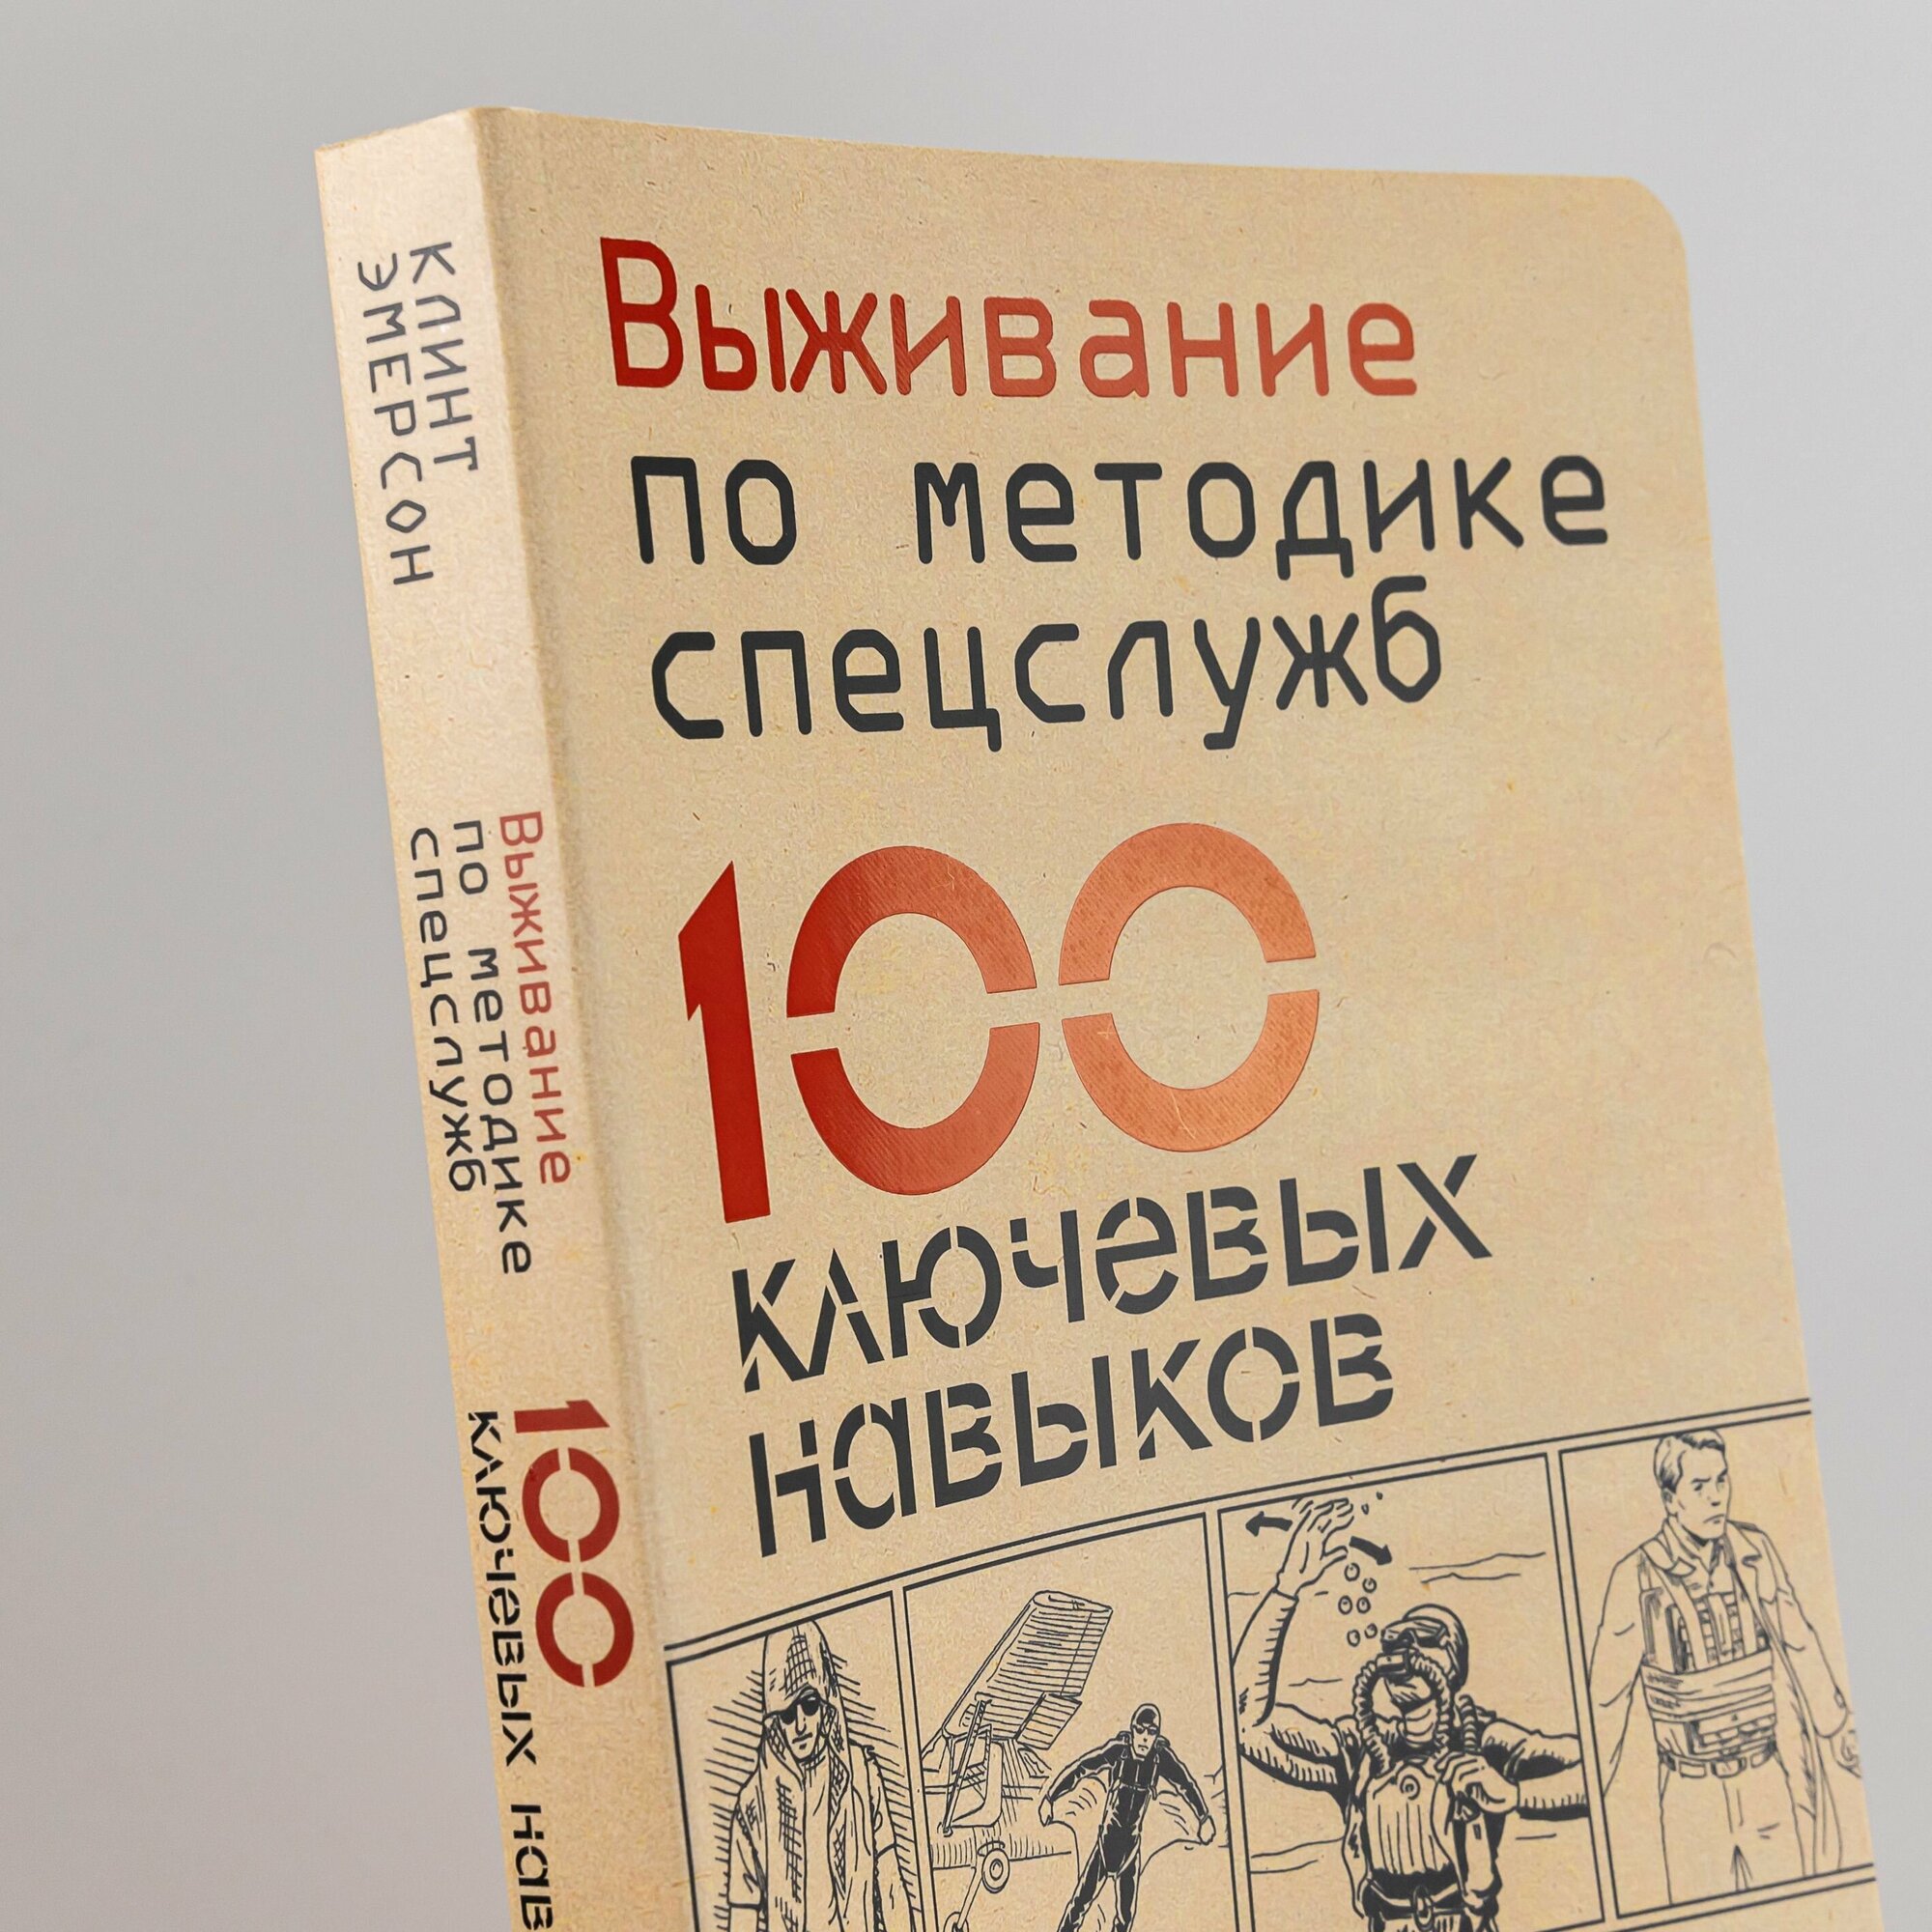 КЛИНТ
ЭМЕРСОН
Выживание
по методике
спецслужб
100
ключевых
Выживание
по методике
спецслужб
100
ключевых
навыков